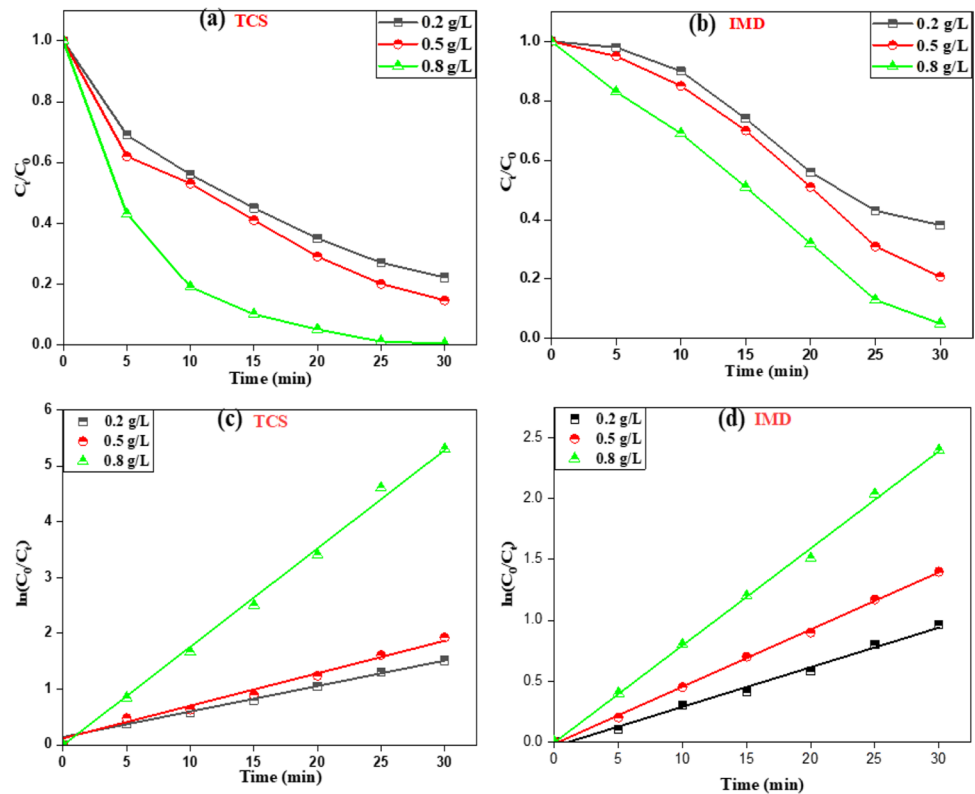 (a) TCS
0.2 g/L
0.5 g/L
0.8 g/L
1.0
0.8
0.6
0.4
0.2
0.0
Ct/C0
0 5 10 15 20 25 30
Time (min)
(b) IMD
0.2 g/L
0.5 g/L
0.8 g/L
1.0
0.8
0.6
0.4
0.2
0.0
Ct/C0
0 5 10 15 20 25 30
Time (min)
(c) TCS
0.2 g/L
0.5 g/L
0.8 g/L
6
5
4
3
2
1
0
ln(C0/Ct)
0 5 10 15 20 25 30
Time (min)
(d) IMD
0.2 g/L
0.5 g/L
0.8 g/L
2.5
2.0
1.5
1.0
0.5
0.0
ln(C0/Ct)
0 5 10 15 20 25 30
Time (min)